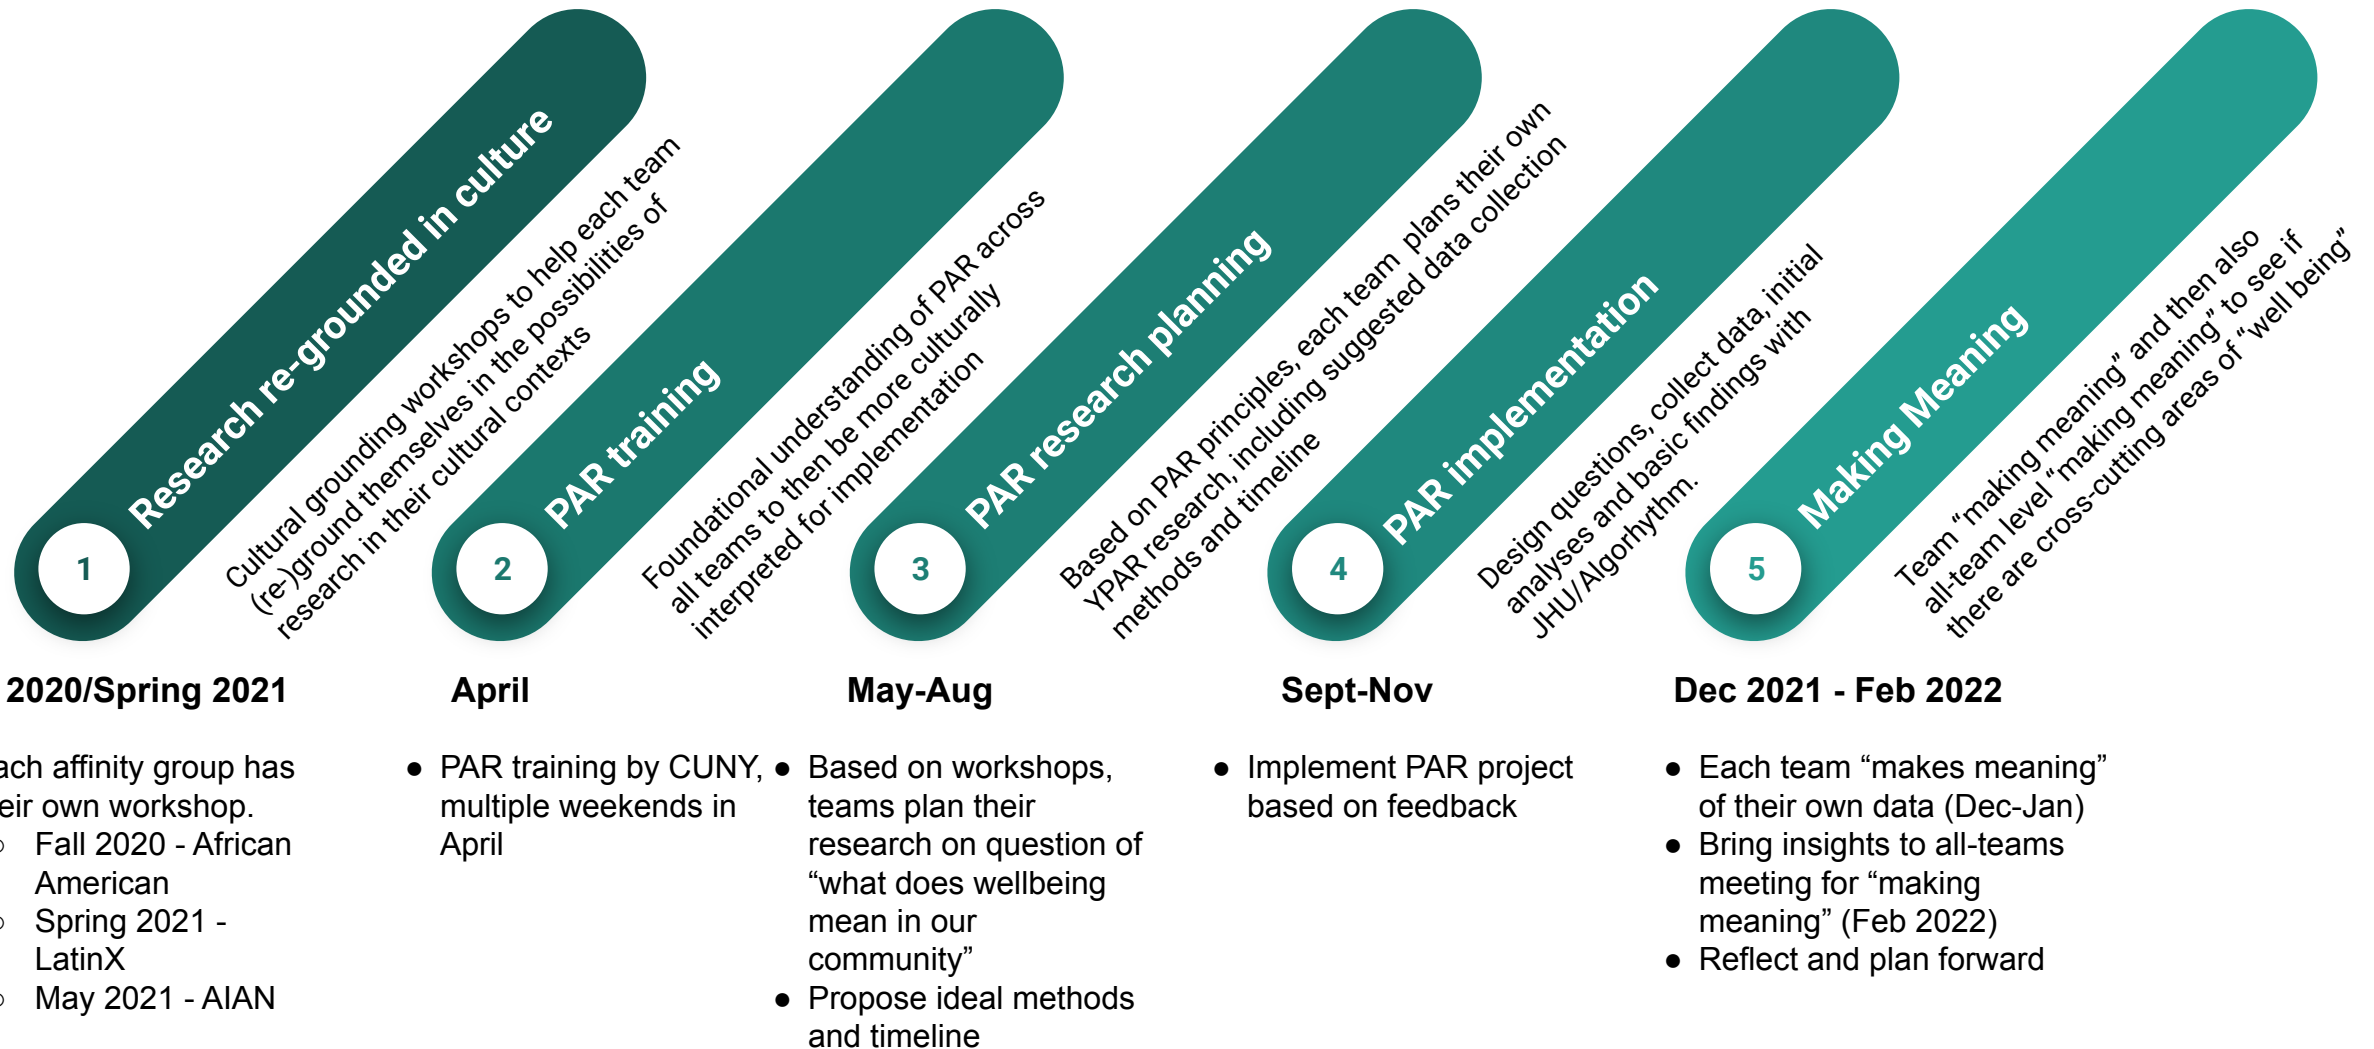 Research re-grounded in culture
1
Cultural grounding workshops to help each team
(re-)ground themselves in the possibilities of
research in their cultural contexts
PAR training
2
Foundational understanding of PAR across
all teams to then be more culturally
interpreted for implementation
PAR research planning
3
Based on PAR principles, each team plans their own
YPAR research, including suggested data collection
methods and timeline
PAR implementation
4
Design questions, collect data, initial
analyses and basic findings with
JHU/Algorhythm.
Making Meaning
5
Team “making meaning” and then also
all-team level “making meaning” to see if
there are cross-cutting areas of “well being”
2020/Spring 2021
ach affinity group has
eir own workshop.
○ Fall 2020 - African
American
○ Spring 2021 -
LatinX
○ May 2021 - AIAN
April
● PAR training by CUNY,
multiple weekends in
April
May-Aug
● Based on workshops,
teams plan their
research on question of
“what does wellbeing
mean in our
community”
● Propose ideal methods
and timeline
Sept-Nov
● Implement PAR project
based on feedback
Dec 2021 - Feb 2022
● Each team “makes meaning”
of their own data (Dec-Jan)
● Bring insights to all-teams
meeting for “making
meaning” (Feb 2022)
● Reflect and plan forward